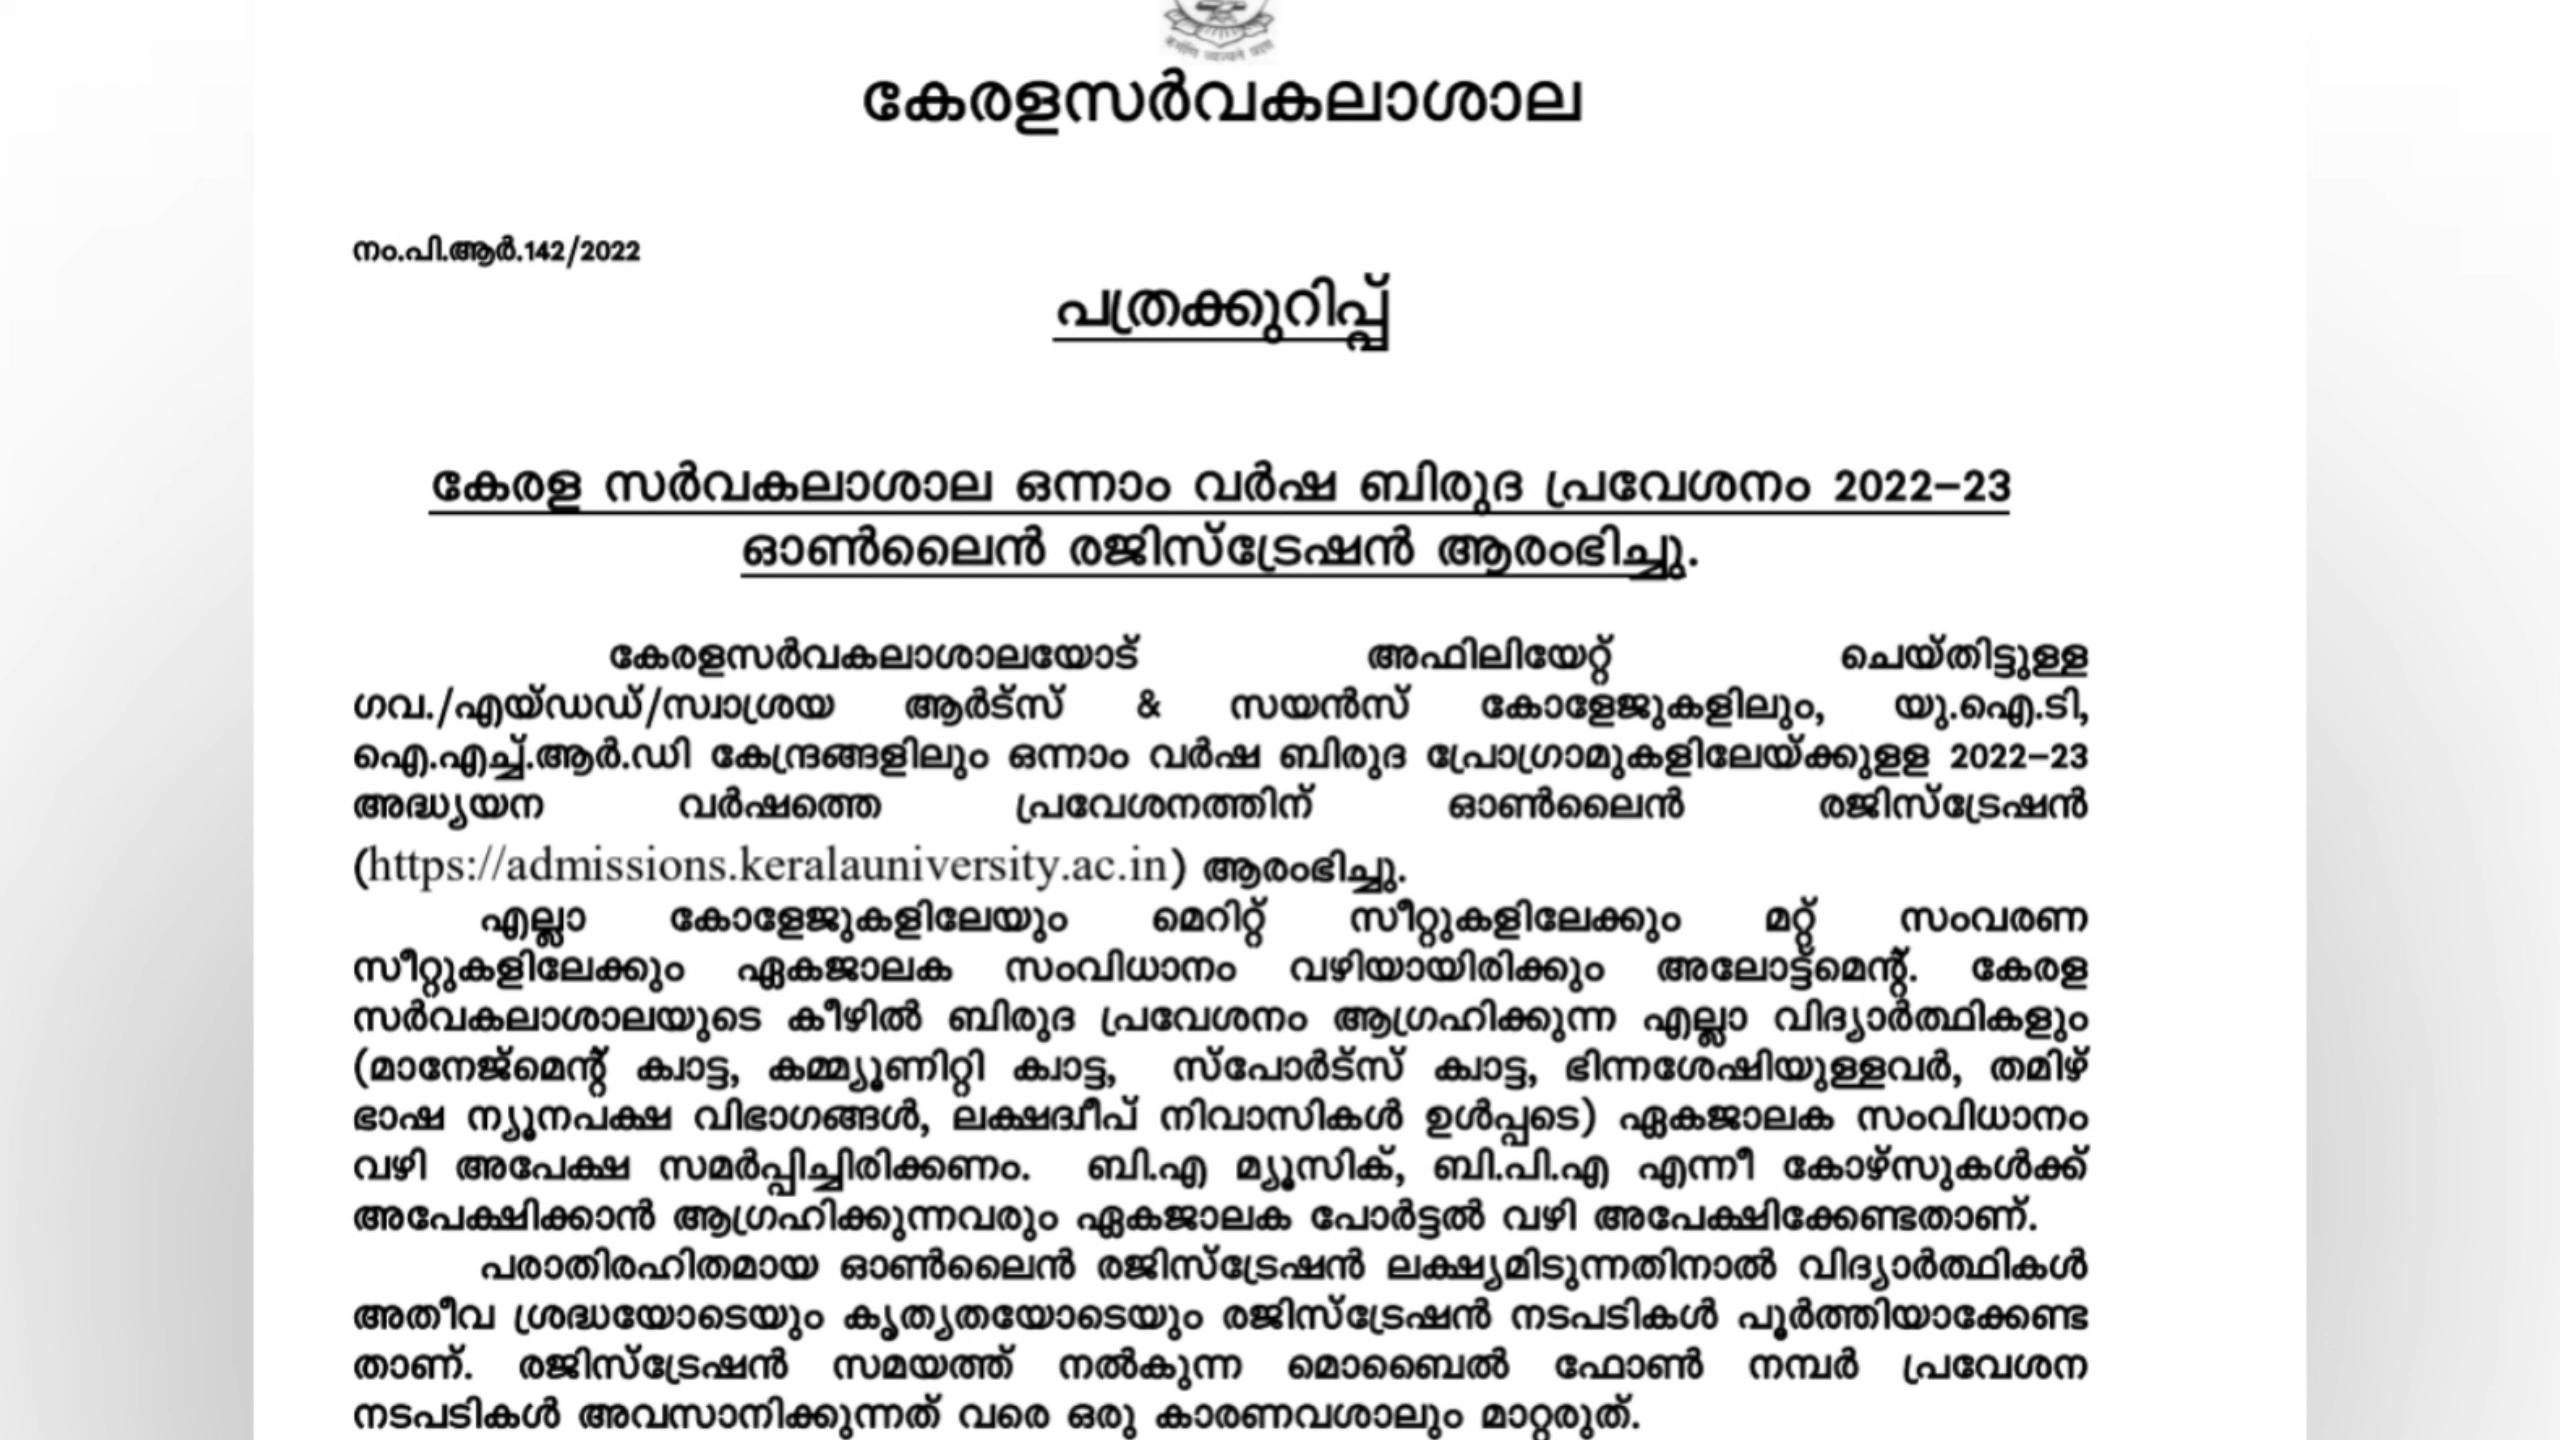 കേരളസർവകലാശാല
നം.പി.ആർ.142/2022
പത്രക്കുറിപ്പ്
കേരള സർവകലാശാല ഒന്നാം വർഷ ബിരുദ പ്രവേശനം 2022–23
ഓൺലൈൻ രജിസ്ട്രേഷൻ ആരംഭിച്ചു.
കേരളസർവകലാശാലയോട് അഫിലിയേറ്റ് ചെയ്തിട്ടുള്ള
ഗവ./എയ്ഡഡ്/സ്വാശ്രയ ആർട്സ് & സയൻസ് കോളേജുകളിലും, യു.ഐ.ടി,
ഐ.എച്ച്.ആർ.ഡി കേന്ദ്രങ്ങളിലും ഒന്നാം വർഷ ബിരുദ പ്രോഗ്രാമുകളിലേയ്ക്കുളള 2022–23
അദ്ധ്യയന വർഷത്തെ പ്രവേശനത്തിന് ഓൺലൈൻ രജിസ്ട്രേഷൻ
(https://admissions.keralauniversity.ac.in) ആരംഭിച്ചു.
എല്ലാ കോളേജുകളിലേയും മെറിറ്റ് സീറ്റുകളിലേക്കും മറ്റ് സംവരണ
സീറ്റുകളിലേക്കും ഏകജാലക സംവിധാനം വഴിയായിരിക്കും അലോട്ട്മെന്റ്. കേരള
സർവകലാശാലയുടെ കീഴിൽ ബിരുദ പ്രവേശനം ആഗ്രഹിക്കുന്ന എല്ലാ വിദ്യാർത്ഥികളും
(മാനേജ്മെന്റ് ക്വാട്ട, കമ്മ്യൂണിറ്റി ക്വാട്ട, സ്പോർട്സ് ക്വാട്ട, ഭിന്നശേഷിയുള്ളവർ, തമിഴ്
ഭാഷ ന്യൂനപക്ഷ വിഭാഗങ്ങൾ, ലക്ഷദ്വീപ് നിവാസികൾ ഉൾപ്പടെ) ഏകജാലക സംവിധാനം
വഴി അപേക്ഷ സമർപ്പിച്ചിരിക്കണം. ബി.എ മ്യൂസിക്, ബി.പി.എ എന്നീ കോഴ്സുകൾക്ക്
അപേക്ഷിക്കാൻ ആഗ്രഹിക്കുന്നവരും ഏകജാലക പോർട്ടൽ വഴി അപേക്ഷിക്കേണ്ടതാണ്.
പരാതിരഹിതമായ ഓൺലൈൻ രജിസ്ട്രേഷൻ ലക്ഷ്യമിടുന്നതിനാൽ വിദ്യാർത്ഥികൾ
അതീവ ശ്രദ്ധയോടെയും കൃത്യതയോടെയും രജിസ്ട്രേഷൻ നടപടികൾ പൂർത്തിയാക്കേണ്ട
താണ്. രജിസ്ട്രേഷൻ സമയത്ത് നൽകുന്ന മൊബൈൽ ഫോൺ നമ്പർ പ്രവേശന
നടപടികൾ അവസാനിക്കുന്നത് വരെ ഒരു കാരണവശാലും മാറ്റരുത്.